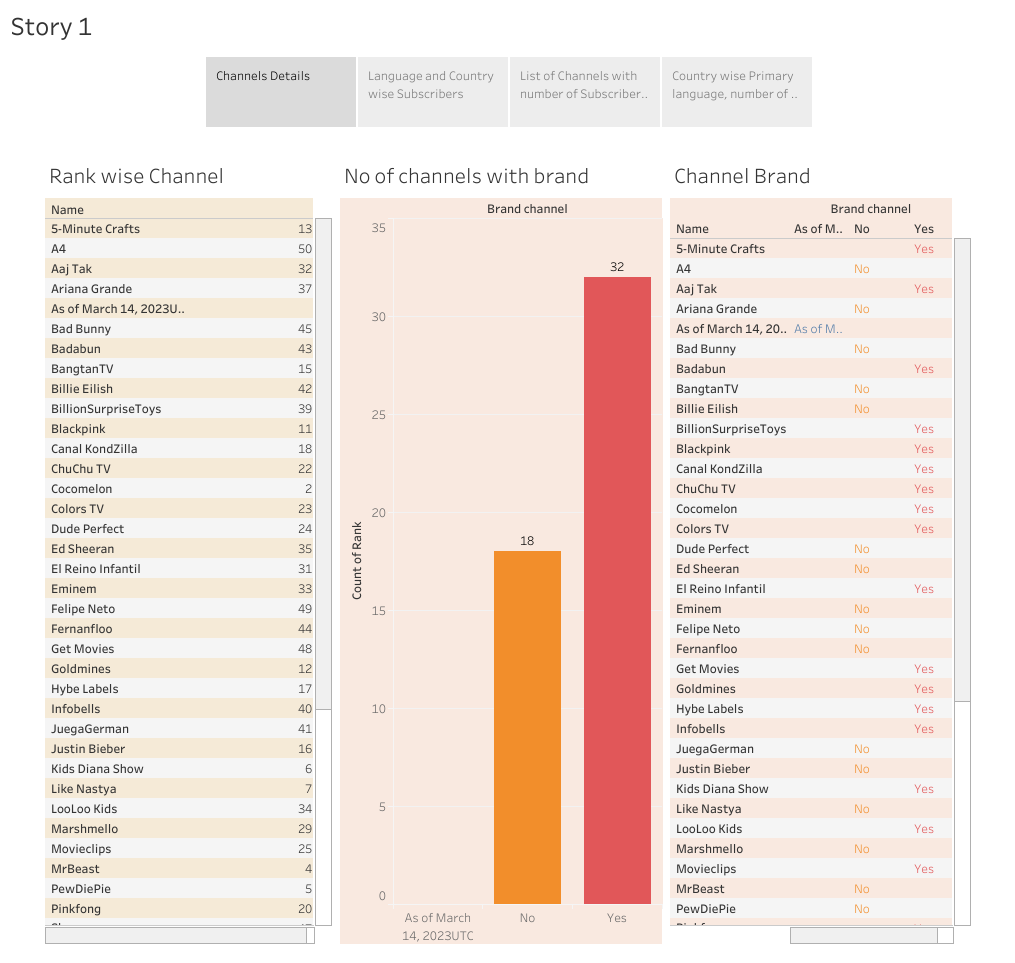 Story 1
Channels Details
Language and Country
wise Subscribers
List of Channels with
number of Subscriber..
Country wise Primary
language, number of ..
Rank wise Channel
Name
5-Minute Crafts 13
A4 50
Aaj Tak 32
Ariana Grande 37
As of March 14, 2023U..
Bad Bunny 45
Badabun 43
BangtanTV 15
Billie Eilish 42
BillionSurpriseToys 39
Blackpink 11
Canal KondZilla 18
ChuChu TV 22
Cocomelon 2
Colors TV 23
Dude Perfect 24
Ed Sheeran 35
El Reino Infantil 31
Eminem 33
Felipe Neto 49
Fernanfloo 44
Get Movies 48
Goldmines 12
Hybe Labels 17
Infobells 40
JuegaGerman 41
Justin Bieber 16
Kids Diana Show 6
Like Nastya 7
LooLoo Kids 34
Marshmello 29
Movieclips 25
MrBeast 4
PewDiePie 5
Pinkfong 20
No of channels with brand
Brand channel
35
30
25
20
15
10
5
0
Count of Rank
18
32
As of March
14, 2023UTC
No
Yes
Channel Brand
Brand channel
Name As of M.. No Yes
5-Minute Crafts Yes
A4 No
Aaj Tak Yes
Ariana Grande No
As of March 14, 20.. As of M..
Bad Bunny No
Badabun Yes
BangtanTV No
Billie Eilish No
BillionSurpriseToys Yes
Blackpink Yes
Canal KondZilla Yes
ChuChu TV Yes
Cocomelon Yes
Colors TV Yes
Dude Perfect No
Ed Sheeran No
El Reino Infantil Yes
Eminem No
Felipe Neto No
Fernanfloo No
Get Movies Yes
Goldmines Yes
Hybe Labels Yes
Infobells Yes
JuegaGerman No
Justin Bieber No
Kids Diana Show Yes
Like Nastya No
LooLoo Kids Yes
Marshmello No
Movieclips Yes
MrBeast No
PewDiePie No